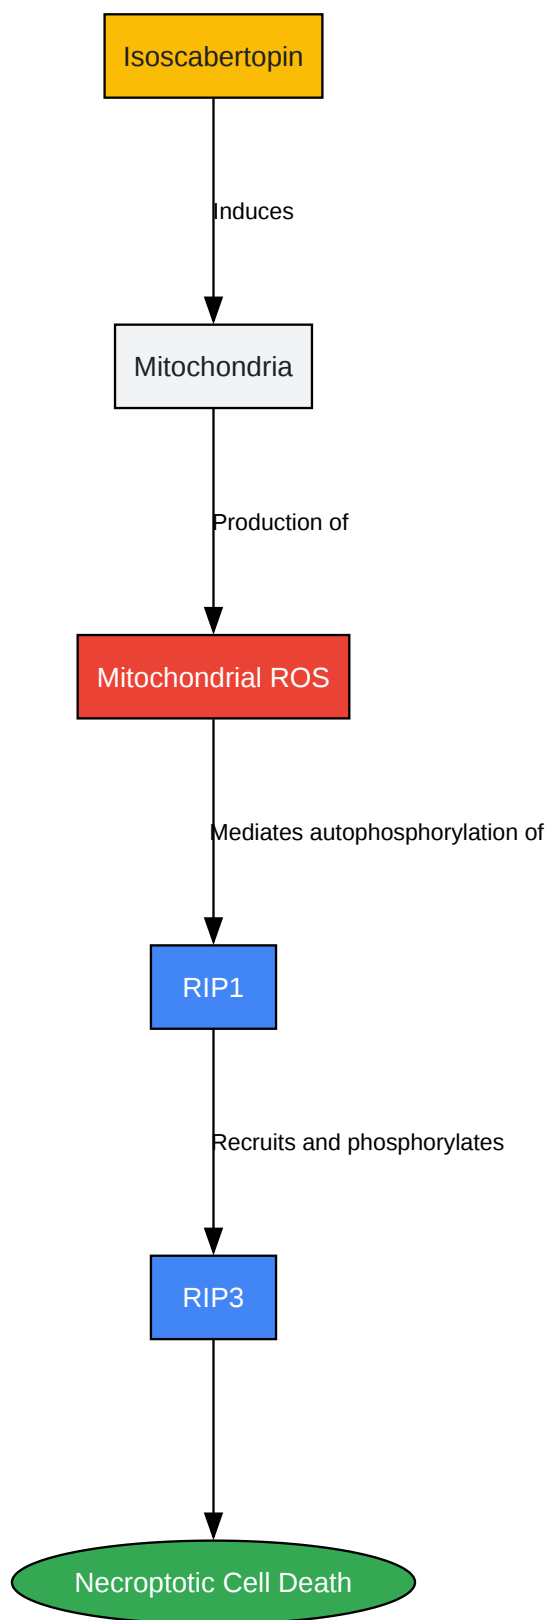 Isoscabertopin
Induces
Mitochondria
Production of
Mitochondrial ROS
Mediates autophosphorylation of
RIP1
Recruits and phosphorylates
RIP3
Necroptotic Cell Death